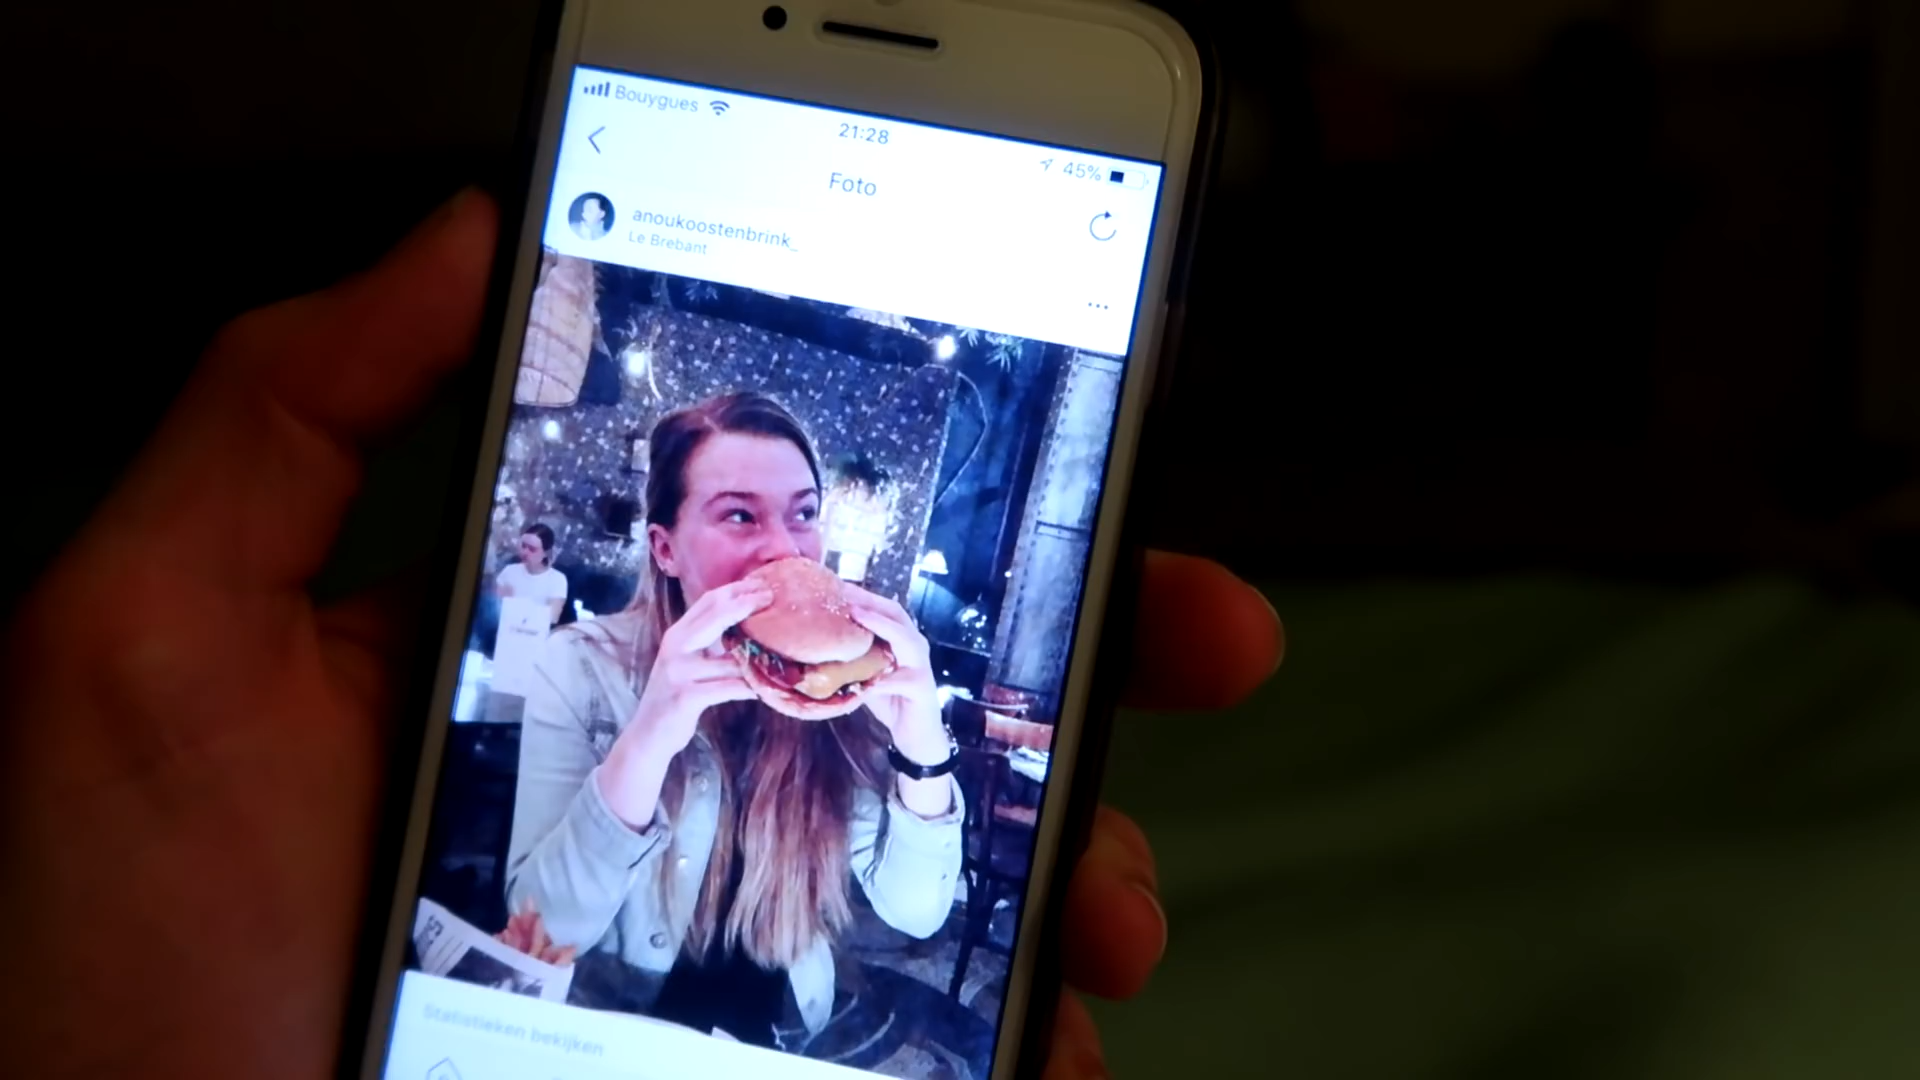 Bouygues
21:28
45%
Foto
anoukoostenbrink_
Le Brebant
Statistieken bekijken